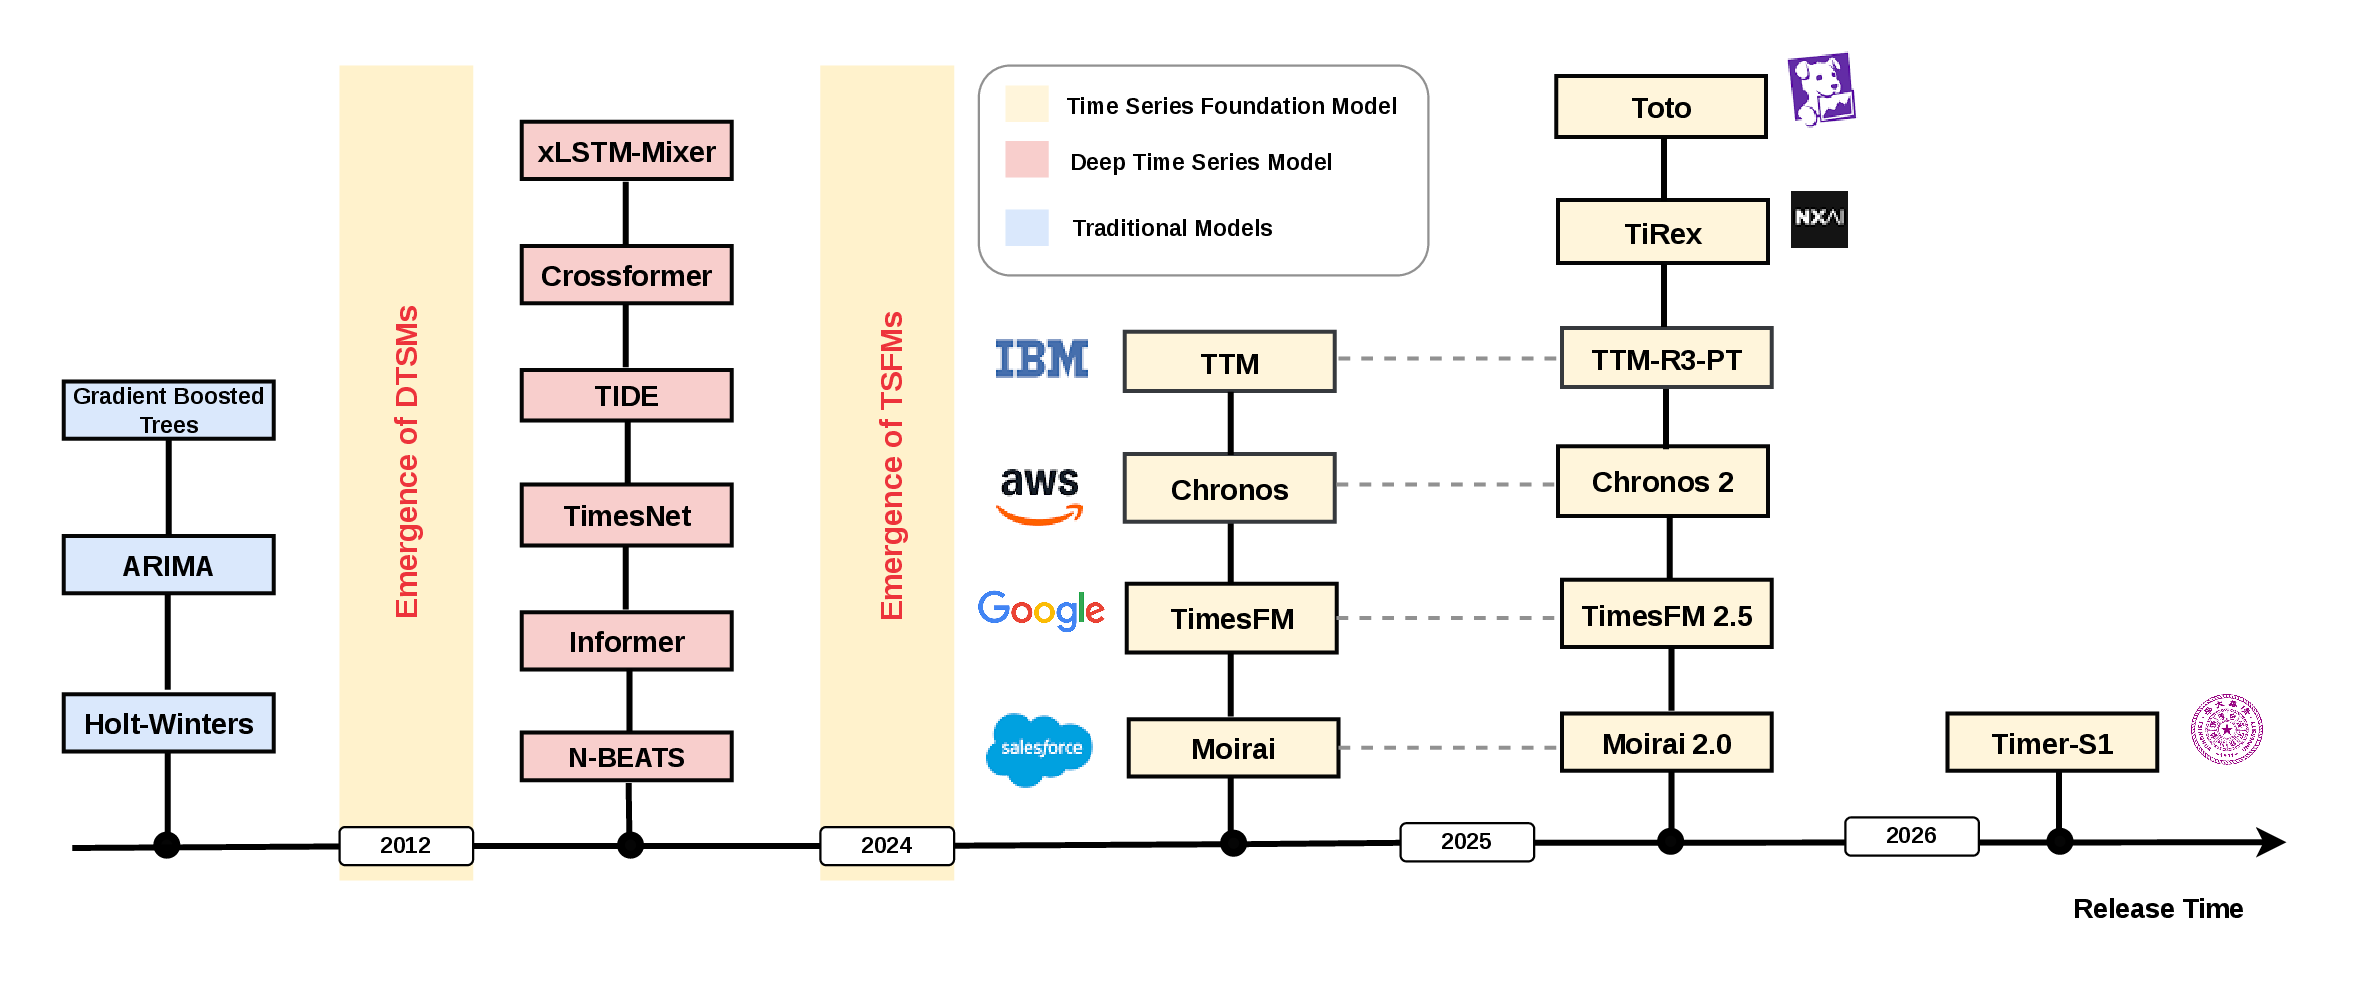 Time Series Foundation Model
Deep Time Series Model
Traditional Models
Gradient Boosted
Trees
ARIMA
Holt-Winters
Emergence of DTSMs
xLSTM-Mixer
Crossformer
TIDE
TimesNet
Informer
N-BEATS
Emergence of TSFMs
IBM
TTM
aws
Chronos
Google
TimesFM
salesforce
Moirai
Toto
TiRex
NXAI
TTM-R3-PT
Chronos 2
TimesFM 2.5
Moirai 2.0
Timer-S1
2012
2024
2025
2026
Release Time